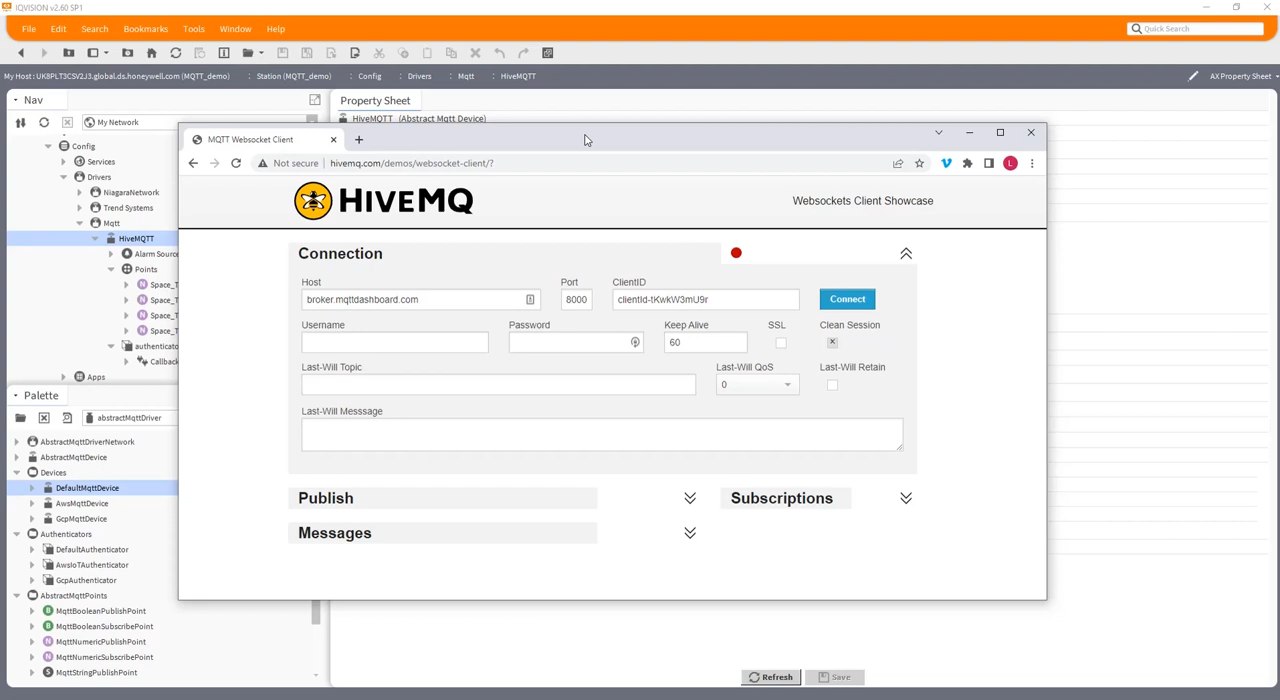 IQVISION v2.60 SP1
File Edit Search Bookmarks Tools Window Help
Quick Search
My Host : UK8PLT3CSV2J3.global.ds.honeywell.com (MQTT_demo) Station (MQTT_demo) Config Drivers Mqtt HiveMQTT AX Property Sheet
Nav
My Network
Config
Services
Drivers
NiagaraNetwork
Trend Systems
Mqtt
HiveMQTT
Alarm Sourc
Points
Space_T
Space_T
Space_T
Space_T
authenticato
Callback
Apps
Palette
abstractMqttDriver
AbstractMqttDriverNetwork
AbstractMqttDevice
Devices
DefaultMqttDevice
AwsMqttDevice
GcpMqttDevice
Authenticators
DefaultAuthenticator
AwsIoTAuthenticator
GcpAuthenticator
AbstractMqttPoints
MqttBooleanPublishPoint
MqttBooleanSubscribePoint
MqttNumericPublishPoint
MqttNumericSubscribePoint
MqttStringPublishPoint
Property Sheet
HiveMQTT (Abstract Mqtt Device)
MQTT Websocket Client
Not secure hivemq.com/demos/websocket-client/?
L
HIVEMQ
Websockets Client Showcase
Connection
Host Port ClientID
broker.mqttdashboard.com 8000 clientId-tKwkW3mU9r Connect
Username Password Keep Alive SSL Clean Session
60
Last-Will Topic Last-Will QoS Last-Will Retain
0
Last-Will Messsage
Publish Subscriptions
Messages
Refresh Save